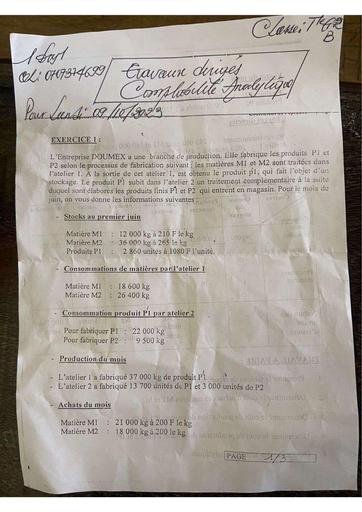 Classe: Tle G2
B
Travaux dirigés
Comptabilité Analytique
Pour Lundi 09/10/2023
EXERCICE 1 :
L'Entreprise DOUMEX a une branche de production. Elle fabrique les produits P1 et
P2 selon le processus de fabrication suivant : les matières M1 et M2 sont traitées dans
l'atelier 1. A la sortie de cet atelier 1, est obtenu le produit p1, qui fait l'objet d'un
stockage. Le produit P1 subit dans l'atelier 2 un traitement complémentaire à la suite
duquel sont élaborés les produits finis P1 et P2 qui entrent en magasin. Pour le mois de
juin, on vous donne les informations suivantes
- Stocks au premier juin
Matière M1 : 12 000 kg à 210 F le kg
Matière M2 : 36 000 kg à 265 le kg
Produits P1 : 2 860 unités à 1080 F l'unité.
- Consommations de matières par l'atelier 1
Matière M1 : 18 600 kg
Matière M2 : 26 400 kg
- Consommation produit P1 par atelier 2
Pour fabriquer P1 : 22 000 kg
Pour fabriquer P2 : 9 500 kg
- Production du mois
- L'atelier 1 a fabriqué 37 000 kg de produit P1
- L'atelier 2 a fabriqué 13 700 unités de P1 et 3 000 unités de P2
- Achats du mois
Matière M1 : 21 000 kg à 200 F le kg
Matière M2 : 18 000 kg à 200 le kg
PAGE 1/3